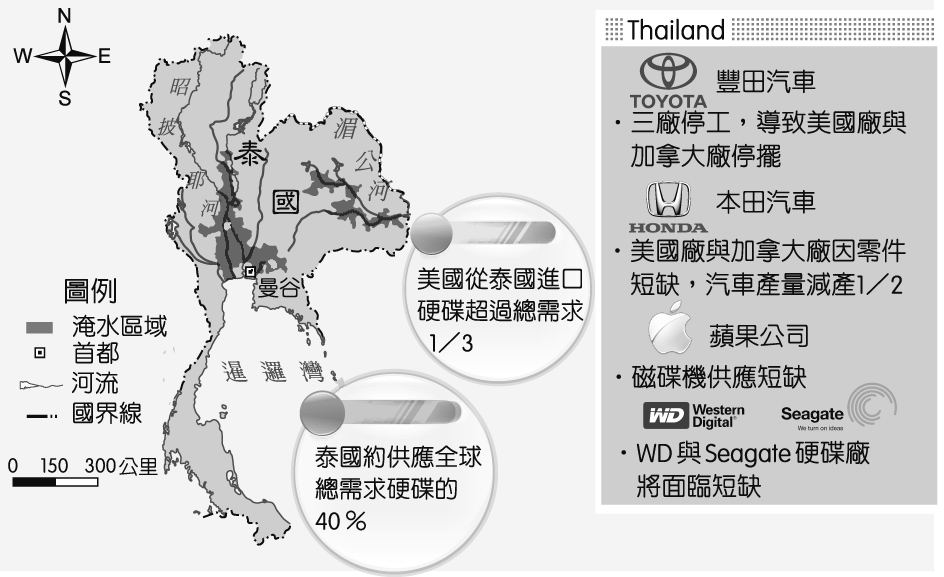 N
W
E
S
昭
披
耶
河
泰
國
湄
公
河
曼谷
暹羅灣
圖例
淹水區域
首都
河流
國界線
0 150 300公里
美國從泰國進口
硬碟超過總需求
1/3
泰國約供應全球
總需求硬碟的
40%
Thailand
TOYOTA
豐田汽車
·三廠停工,導致美國廠與
加拿大廠停擺
HONDA
本田汽車
·美國廠與加拿大廠因零件
短缺,汽車產量減產1/2
蘋果公司
·磁碟機供應短缺
WD Western
Digital®
Seagate
We turn on ideas
·WD與Seagate硬碟廠
將面臨短缺